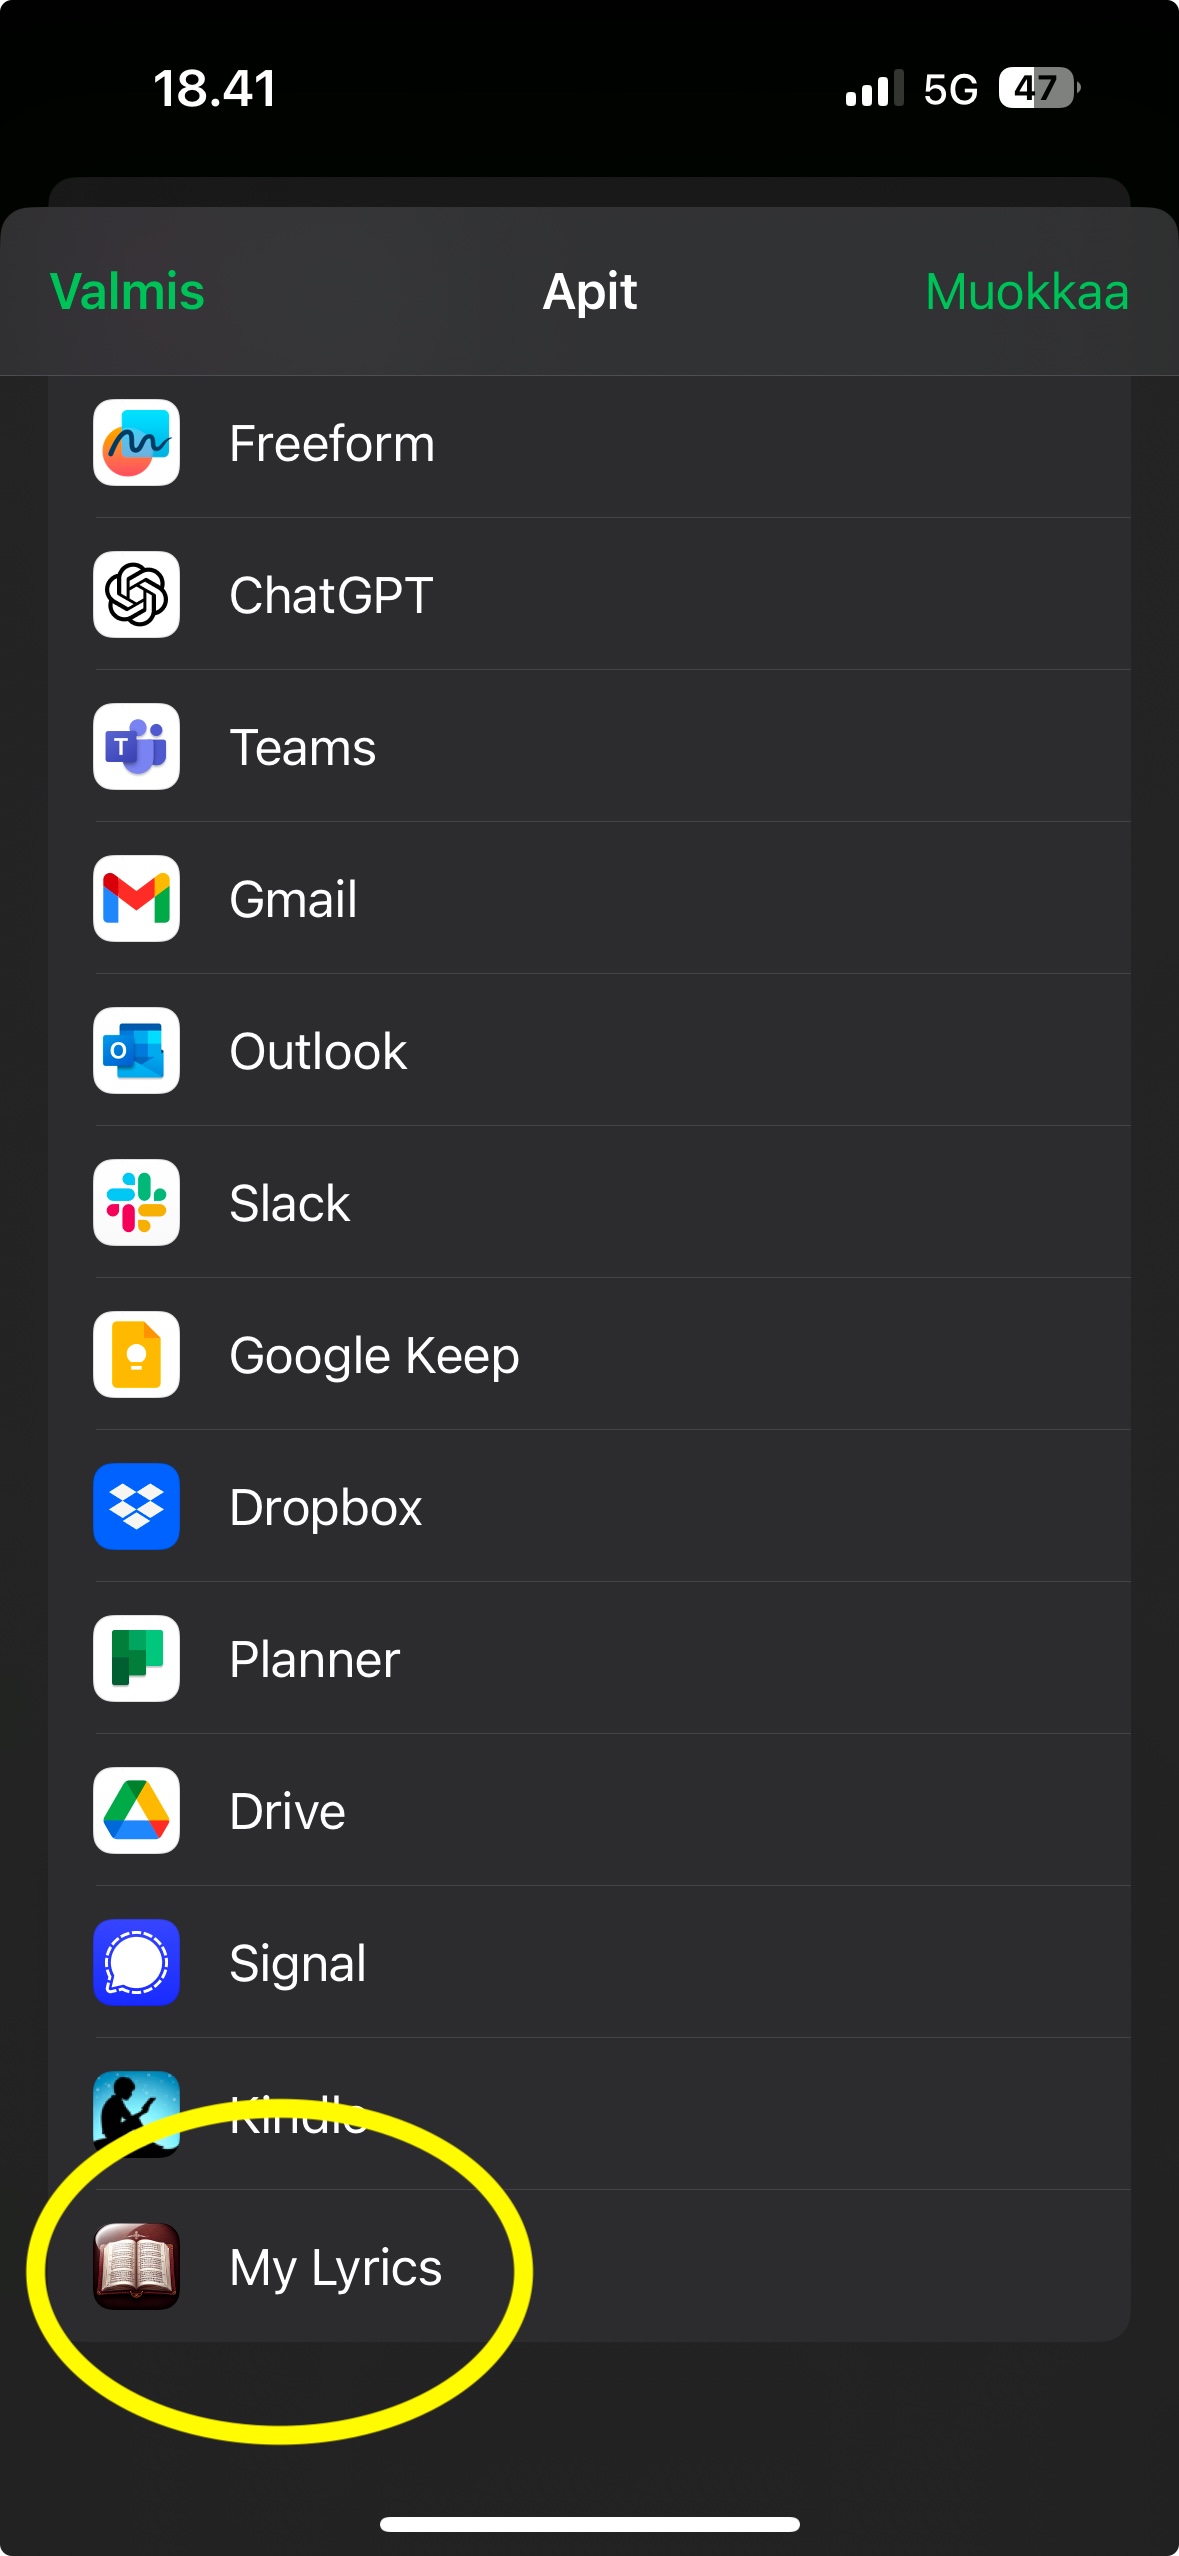 18.41
5G
47
Valmis
Apit
Muokkaa
Freeform
ChatGPT
T
Teams
Gmail
O
Outlook
Slack
Google Keep
Dropbox
Planner
Drive
Signal
Kindle
My Lyrics